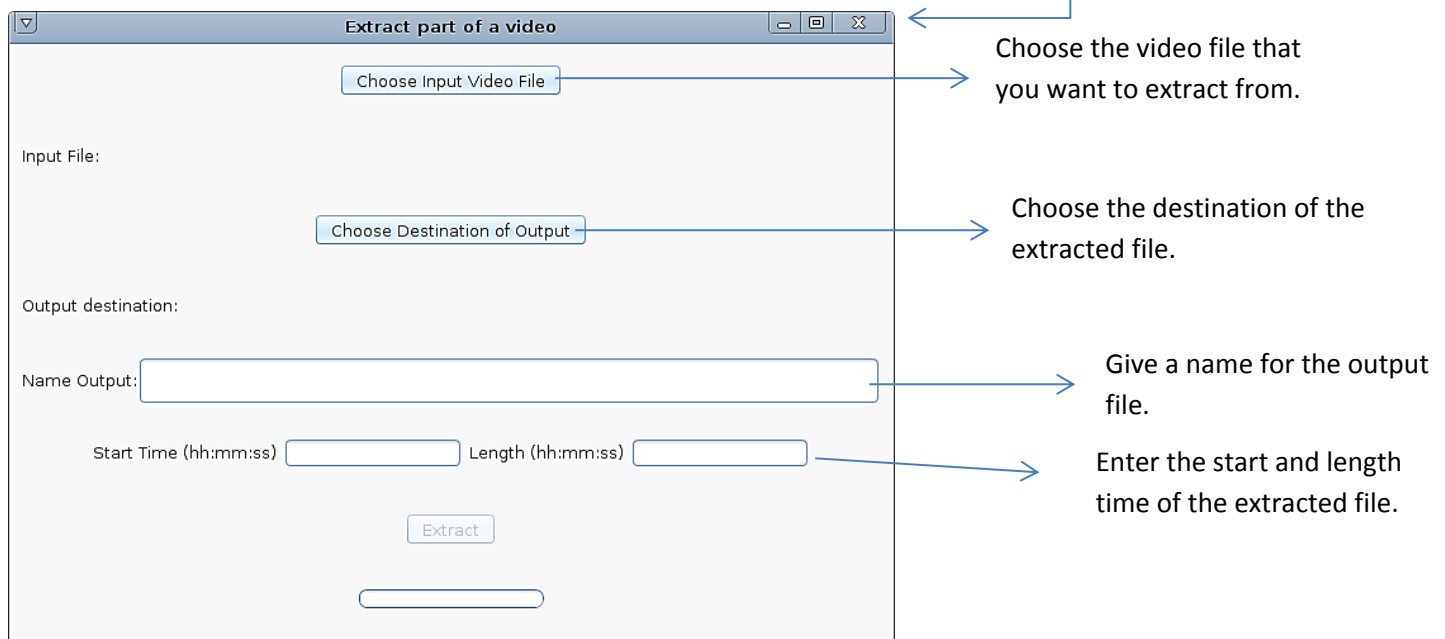 Extract part of a video
Choose Input Video File
Choose the video file that
you want to extract from.
Input File:
Choose Destination of Output
Choose the destination of the
extracted file.
Output destination:
Name Output:
Give a name for the output
file.
Start Time (hh:mm:ss) Length (hh:mm:ss)
Enter the start and length
time of the extracted file.
Extract